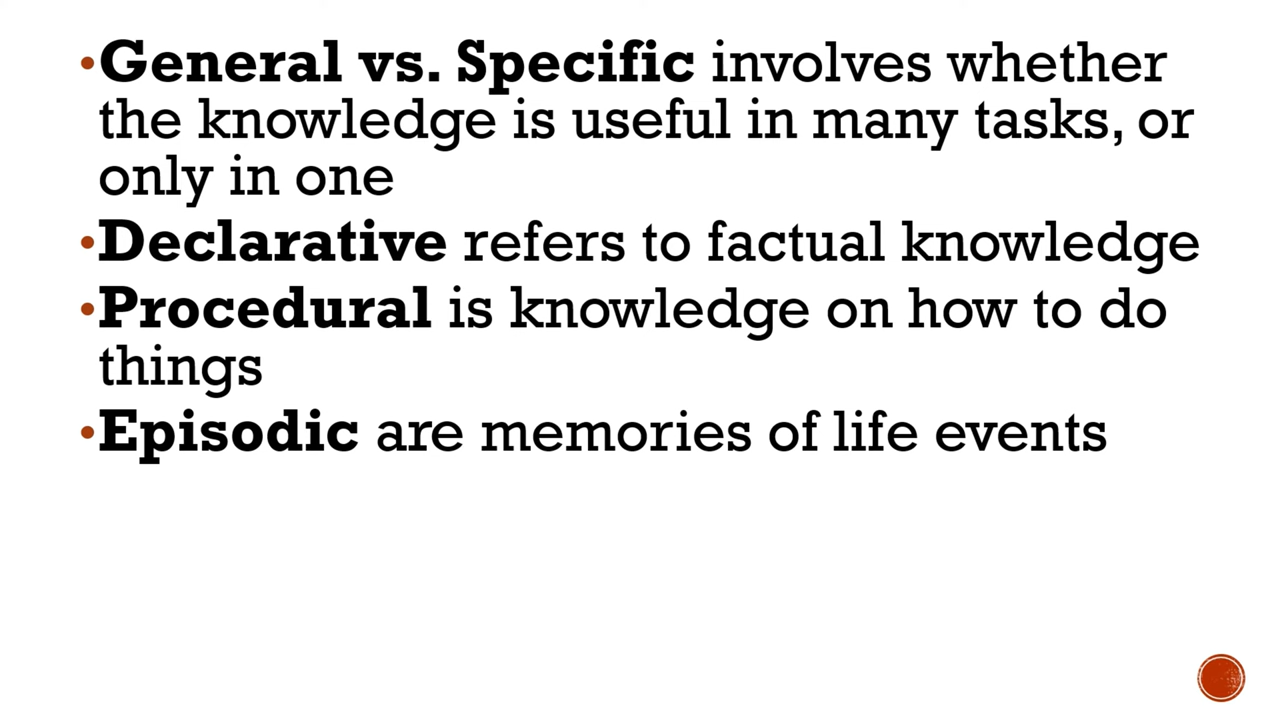 •General vs. Specific involves whether
the knowledge is useful in many tasks, or
only in one
•Declarative refers to factual knowledge
•Procedural is knowledge on how to do
things
•Episodic are memories of life events